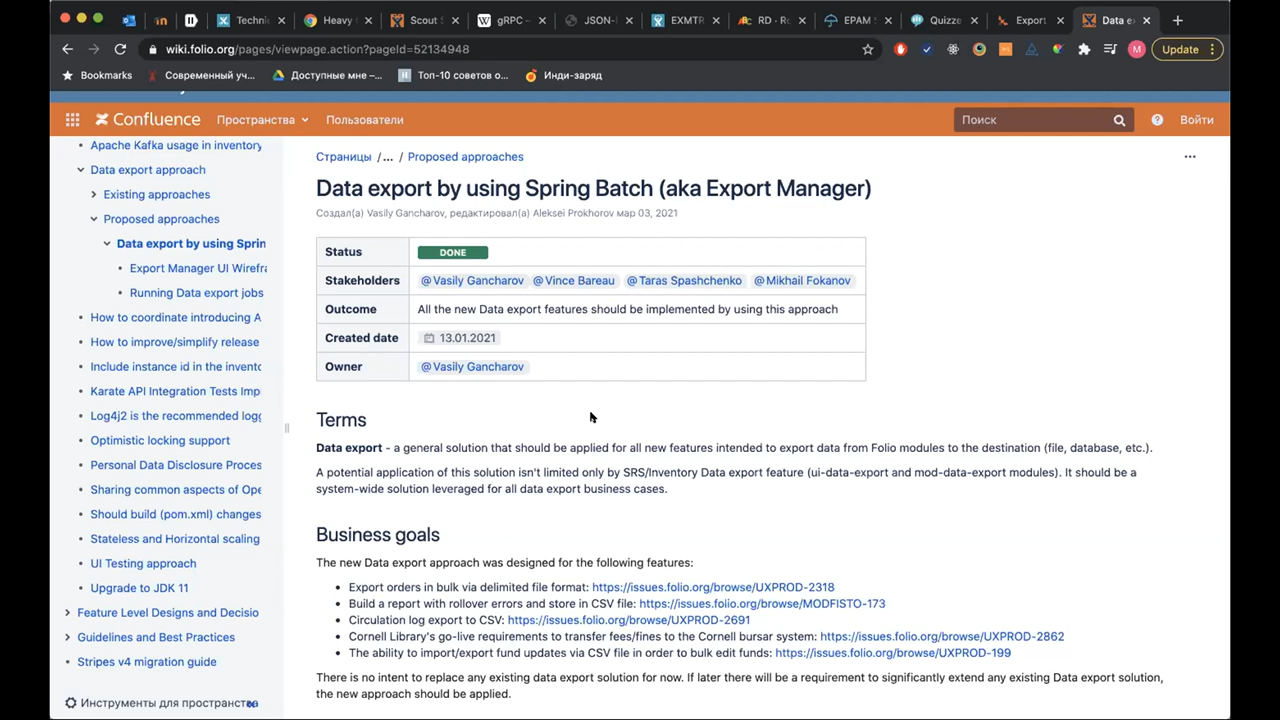 Technic
Heavy C
Scout S
gRPC –
JSON-
EXMTR
RD - Ro
EPAM S
Quizze
Export
Data ex
wiki.folio.org/pages/viewpage.action?pageId=52134948
M
Update
Bookmarks
Современный уч...
Доступные мне –...
Топ-10 советов о...
Инди-заряд
Confluence
Пространства
Пользователи
Поиск
Войти
Apache Kafka usage in inventory
Data export approach
Existing approaches
Proposed approaches
Data export by using Sprin
Export Manager UI Wirefra
Running Data export jobs
How to coordinate introducing A
How to improve/simplify release
Include instance id in the invento
Karate API Integration Tests Imp
Log4j2 is the recommended logg
Optimistic locking support
Personal Data Disclosure Proces
Sharing common aspects of Ope
Should build (pom.xml) changes
Stateless and Horizontal scaling
UI Testing approach
Upgrade to JDK 11
Feature Level Designs and Decisio
Guidelines and Best Practices
Stripes v4 migration guide
Инструменты для пространства
Страницы /... / Proposed approaches
Data export by using Spring Batch (aka Export Manager)
Создал(а) Vasily Gancharov, редактировал(а) Aleksei Prokhorov мар 03, 2021
Status DONE
Stakeholders @Vasily Gancharov @Vince Bareau @Taras Spashchenko @Mikhail Fokanov
Outcome All the new Data export features should be implemented by using this approach
Created date 13.01.2021
Owner @Vasily Gancharov
Terms
Data export - a general solution that should be applied for all new features intended to export data from Folio modules to the destination (file, database, etc.).
A potential application of this solution isn't limited only by SRS/Inventory Data export feature (ui-data-export and mod-data-export modules). It should be a
system-wide solution leveraged for all data export business cases.
Business goals
The new Data export approach was designed for the following features:
Export orders in bulk via delimited file format: https://issues.folio.org/browse/UXPROD-2318
Build a report with rollover errors and store in CSV file: https://issues.folio.org/browse/MODFISTO-173
Circulation log export to CSV: https://issues.folio.org/browse/UXPROD-2691
Cornell Library's go-live requirements to transfer fees/fines to the Cornell bursar system: https://issues.folio.org/browse/UXPROD-2862
The ability to import/export fund updates via CSV file in order to bulk edit funds: https://issues.folio.org/browse/UXPROD-199
There is no intent to replace any existing data export solution for now. If later there will be a requirement to significantly extend any existing Data export solution,
the new approach should be applied.